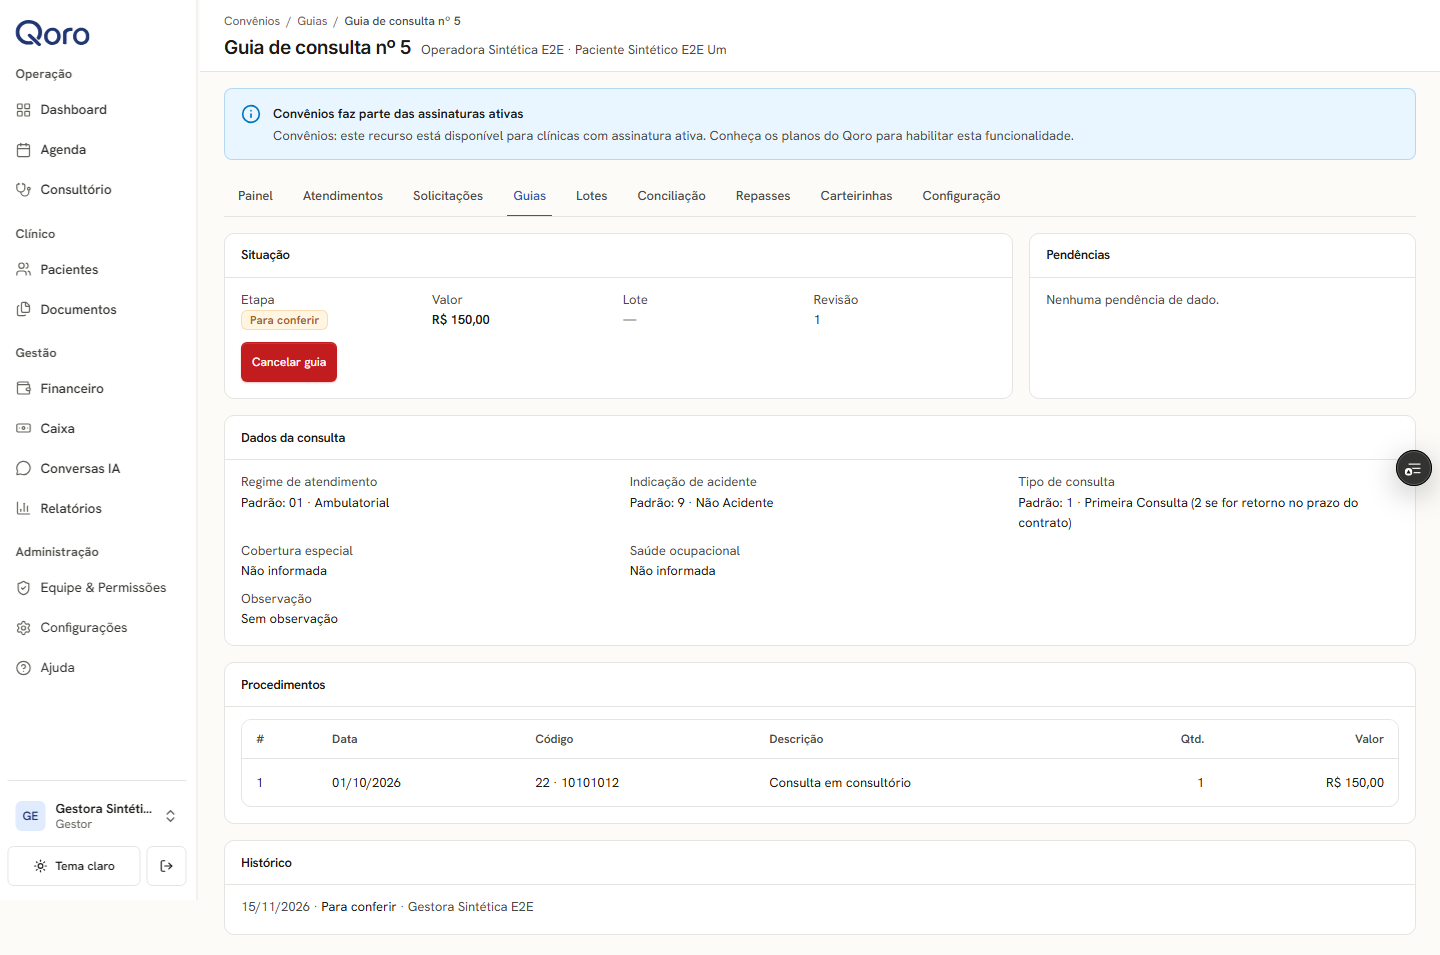 Qoro
Operação
Dashboard
Agenda
Consultório
Clínico
Pacientes
Documentos
Gestão
Financeiro
Caixa
Conversas IA
Relatórios
Administração
Equipe & Permissões
Configurações
Ajuda
GE
Gestora Sintéti...
Gestor
Tema claro
Convênios / Guias / Guia de consulta nº 5
Guia de consulta nº 5 Operadora Sintética E2E · Paciente Sintético E2E Um
Convênios faz parte das assinaturas ativas
Convênios: este recurso está disponível para clínicas com assinatura ativa. Conheça os planos do Qoro para habilitar esta funcionalidade.
Painel Atendimentos Solicitações Guias Lotes Conciliação Repasses Carteirinhas Configuração
Situação
Etapa Valor Lote Revisão
Para conferir R$ 150,00 — 1
Cancelar guia
Pendências
Nenhuma pendência de dado.
Dados da consulta
Regime de atendimento Indicação de acidente Tipo de consulta
Padrão: 01 · Ambulatorial Padrão: 9 · Não Acidente Padrão: 1 · Primeira Consulta (2 se for retorno no prazo do
contrato)
Cobertura especial Saúde ocupacional
Não informada Não informada
Observação
Sem observação
Procedimentos
# Data Código Descrição Qtd. Valor
1 01/10/2026 22 · 10101012 Consulta em consultório 1 R$ 150,00
Histórico
15/11/2026 · Para conferir · Gestora Sintética E2E